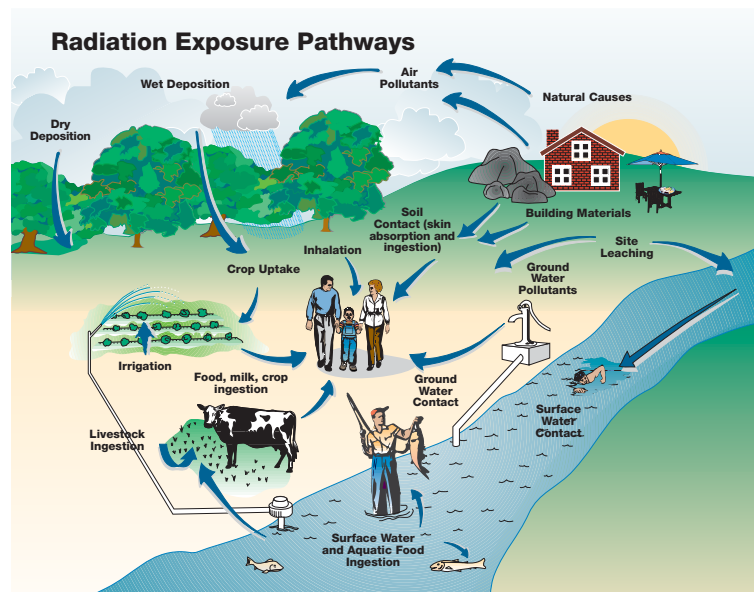 Radiation Exposure Pathways
Wet Deposition
Air
Pollutants
Natural Causes
Dry
Deposition
Soil
Contact (skin
absorption and
ingestion)
Building Materials
Inhalation
Site
Leaching
Crop Uptake
Ground
Water
Pollutants
Irrigation
Food, milk, crop
ingestion
Ground
Water
Contact
Surface
Water
Contact
Livestock
Ingestion
Surface Water
and Aquatic Food
Ingestion